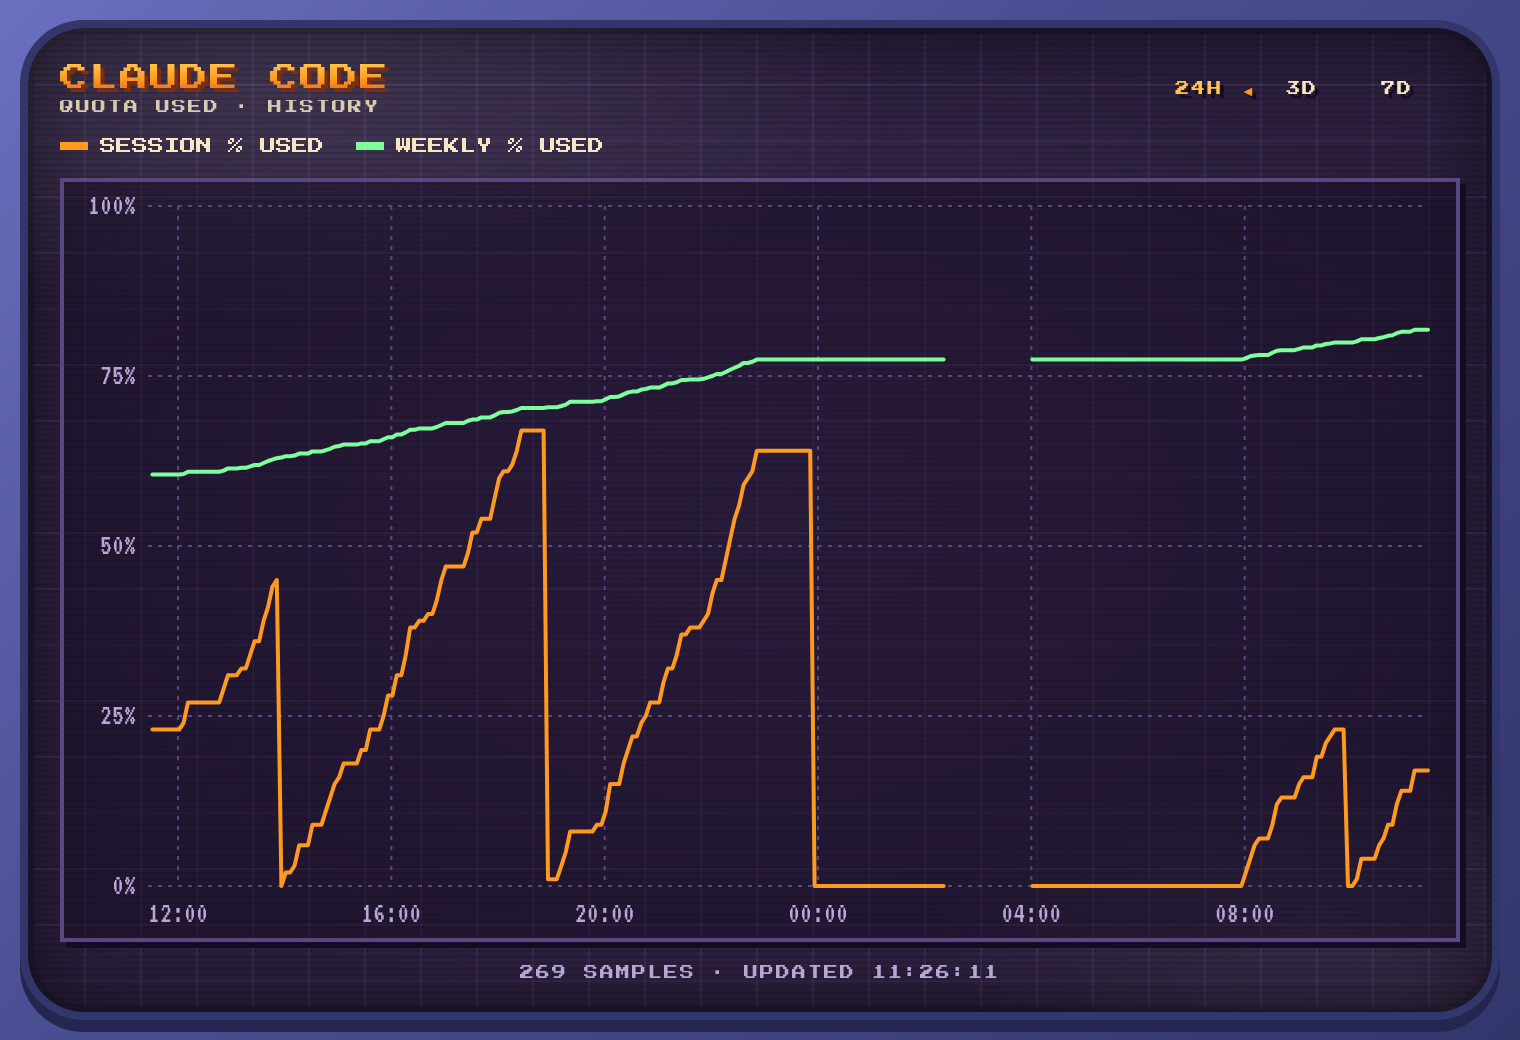 CLAUDE CODE
QUOTA USED · HISTORY
24H ◄ 3D 7D
SESSION % USED WEEKLY % USED
100%
75%
50%
25%
0%
12:00 16:00 20:00 00:00 04:00 08:00
269 SAMPLES · UPDATED 11:26:11